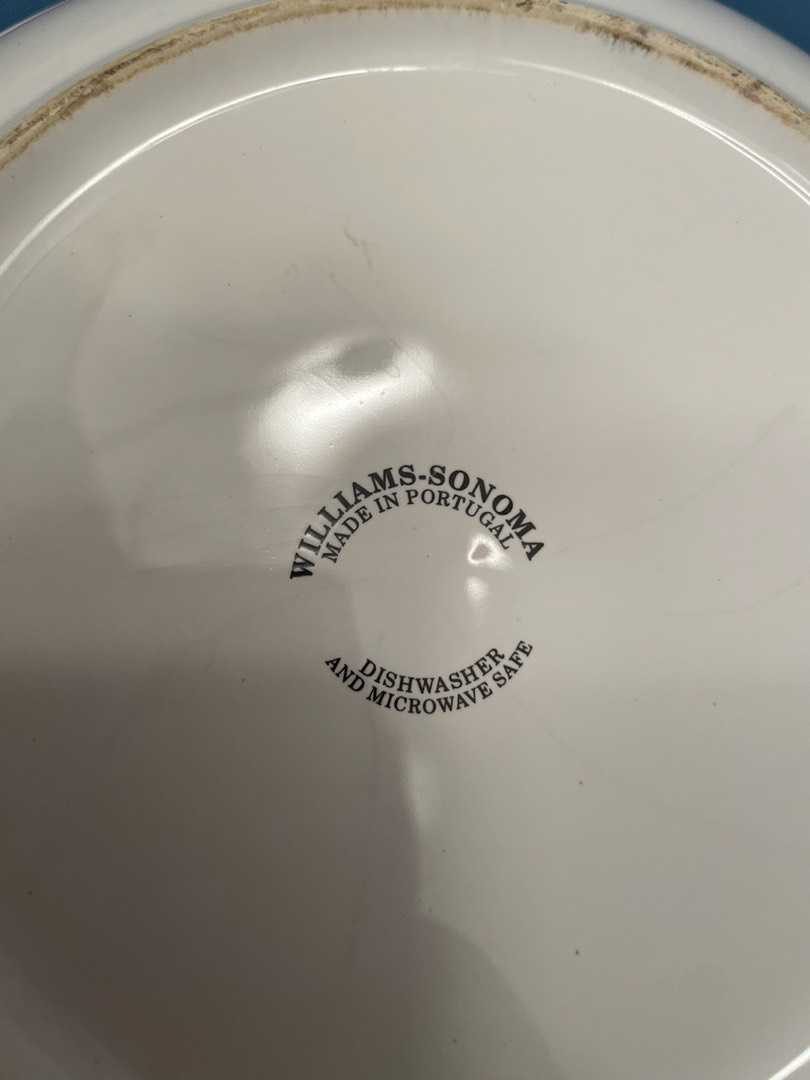 WILLIAMS-SONOMA
MADE IN PORTUGAL
DISHWASHER
AND MICROWAVE SAFE